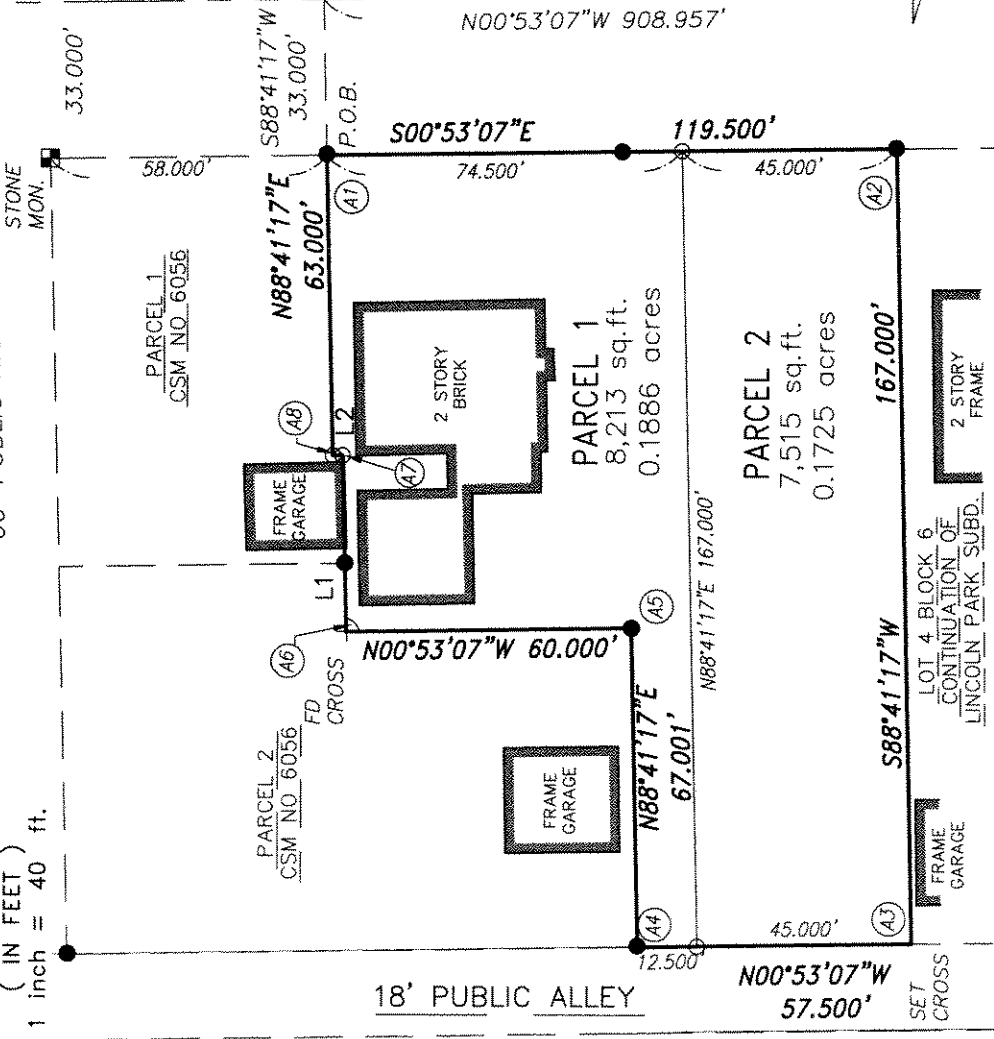 N00°53'07"W 908.957'
33.000'
S88°41'17"W
33.000'
P.O.B.
STONE
MON.
58.000'
S00°53'07"E
119.500'
74.500'
45.000'
A1
A2
N88°41'17"E
63.000'
PARCEL 1
CSM NO 6056
A8
L2
A7
FRAME
GARAGE
L1
A6
FD
CROSS
2 STORY
BRICK
PARCEL 1
8,213 sq.ft.
0.1886 acres
PARCEL 2
7,515 sq.ft.
0.1725 acres
167.000'
S88°41'17"W
2 STORY
FRAME
N00°53'07"W 60.000'
A5
N88°41'17"E 167.000'
LOT 4 BLOCK 6
CONTINUATION OF
LINCOLN PARK SUBD.
PARCEL 2
CSM NO 6056
FRAME
GARAGE
N88°41'17"E
67.001'
FRAME
GARAGE
( IN FEET )
1 inch = 40 ft.
A4
12.500'
45.000'
A3
18' PUBLIC ALLEY
N00°53'07"W
57.500'
SET
CROSS